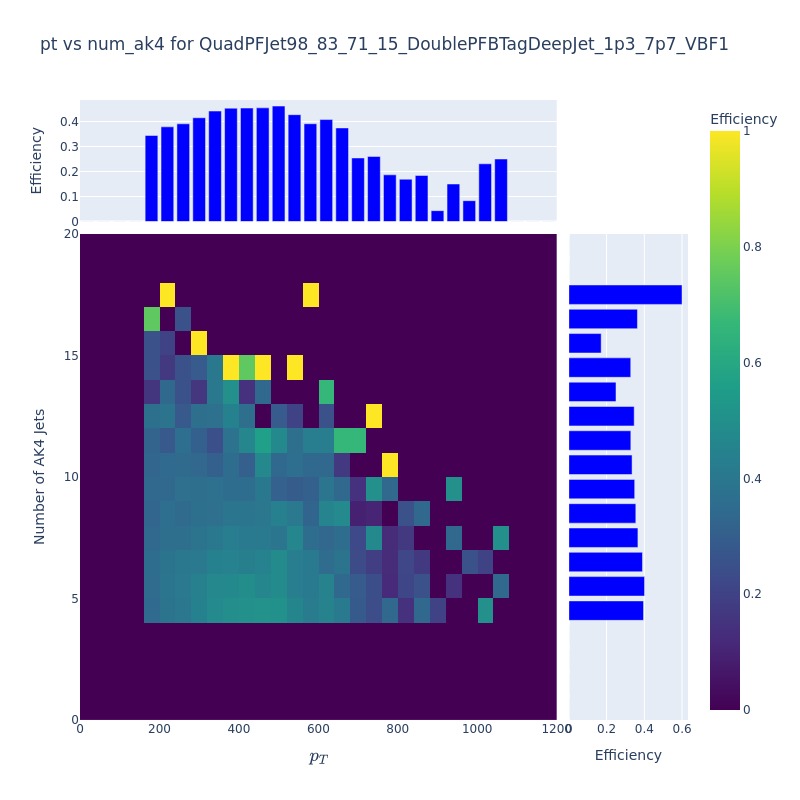 pt vs num_ak4 for QuadPFJet98_83_71_15_DoublePFBTagDeepJet_1p3_7p7_VBF1
Efficiency
0.4
0.3
0.2
0.1
0
Efficiency
1
0.8
0.6
0.4
0.2
0
Number of AK4 Jets
20
15
10
5
0
0 200 400 600 800 1000 1200
p_T
0 0.2 0.4 0.6
Efficiency